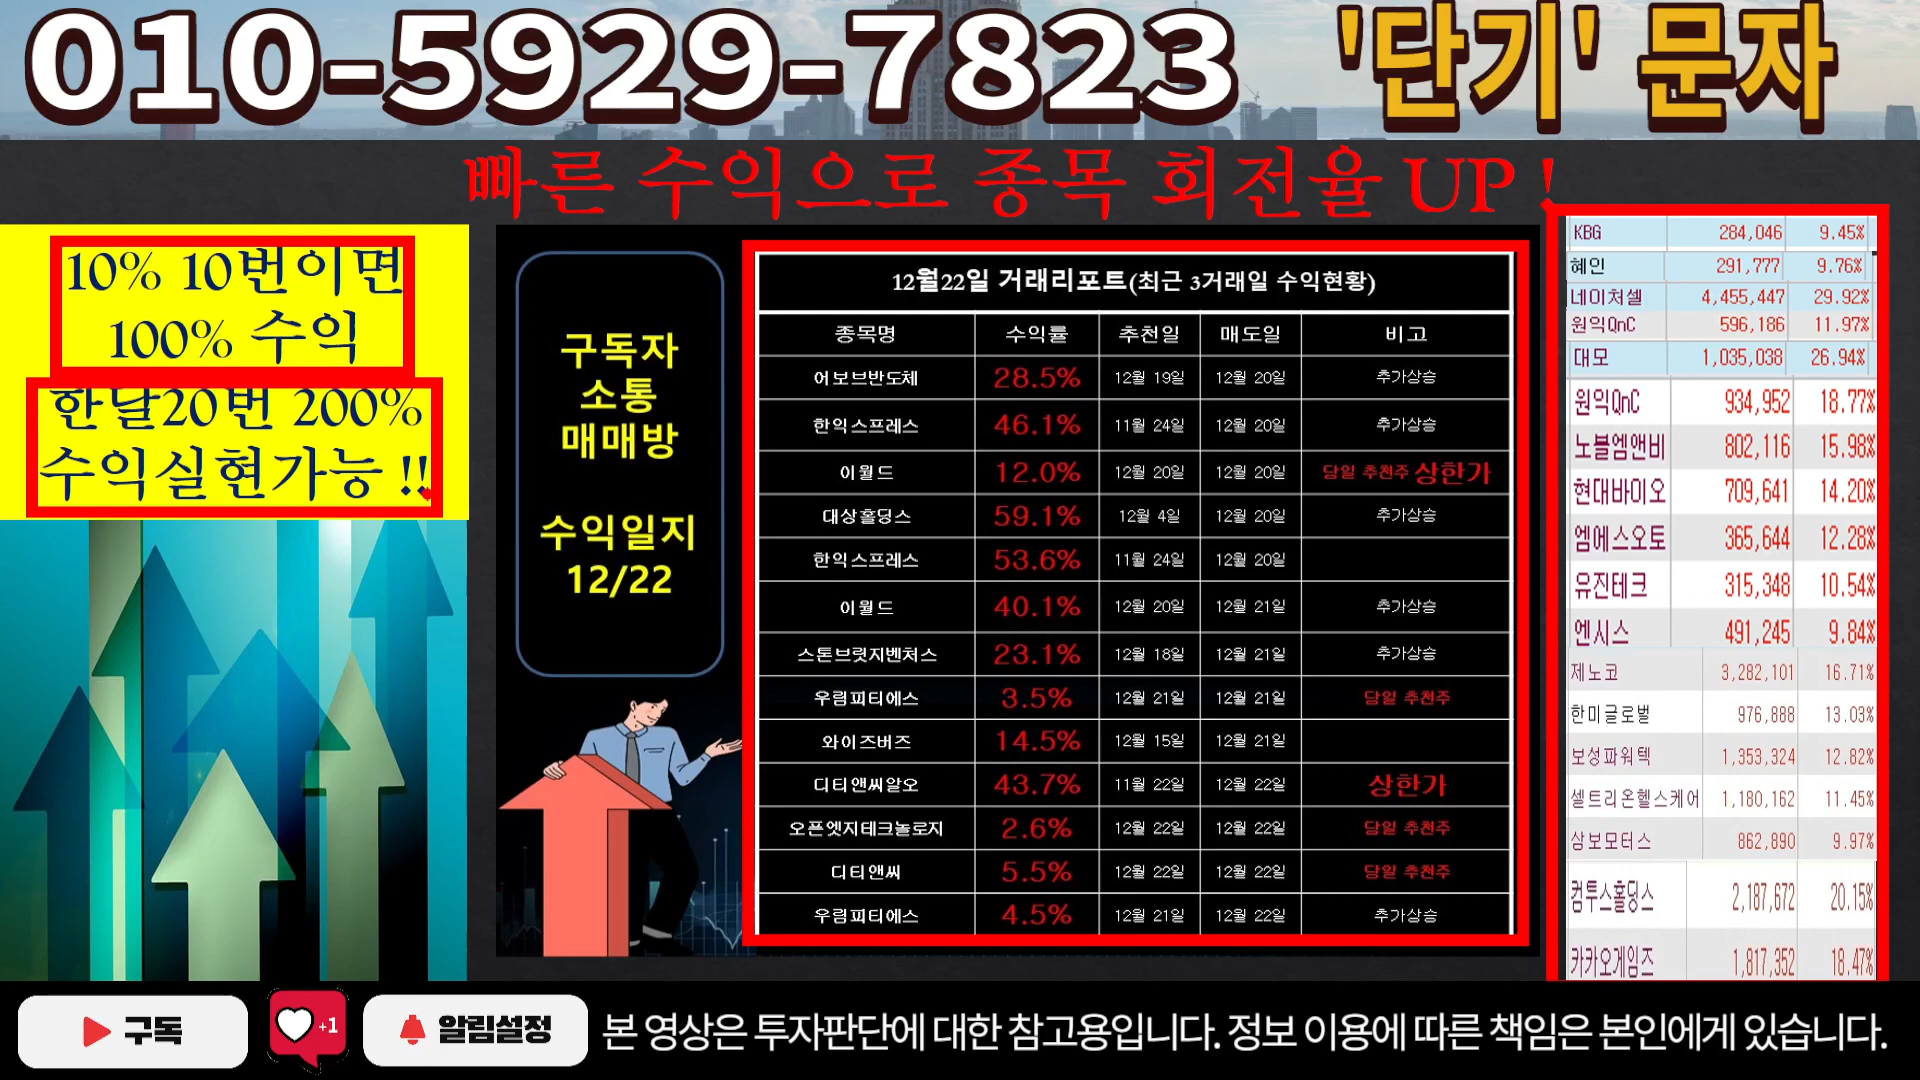 010-5929-7823 '단기' 문자
빠른 수익으로 종목 회전율 UP !
10% 10번이면
100% 수익
한달20번 200%
수익실현가능 !!
구독자
소통
매매방
수익일지
12/22
12월22일 거래리포트(최근 3거래일 수익현황)
종목명 수익률 추천일 매도일 비고
어보브반도체 28.5% 12월 19일 12월 20일 추가상승
한익스프레스 46.1% 11월 24일 12월 20일 추가상승
이월드 12.0% 12월 20일 12월 20일 당일 추천주 상한가
대상홀딩스 59.1% 12월 4일 12월 20일 추가상승
한익스프레스 53.6% 11월 24일 12월 20일
이월드 40.1% 12월 20일 12월 21일 추가상승
스톤브릿지벤처스 23.1% 12월 18일 12월 21일 추가상승
우림피티에스 3.5% 12월 21일 12월 21일 당일 추천주
와이즈버즈 14.5% 12월 15일 12월 21일
디티앤씨알오 43.7% 11월 22일 12월 22일 상한가
오픈엣지테크놀로지 2.6% 12월 22일 12월 22일 당일 추천주
디티앤씨 5.5% 12월 22일 12월 22일 당일 추천주
우림피티에스 4.5% 12월 21일 12월 22일 추가상승
KBG 284,046 9.45%
혜인 291,777 9.76%
네이처셀 4,455,447 29.92%
원익QnC 596,186 11.97%
대모 1,035,038 26.94%
원익QnC 934,952 18.77%
노블엠앤비 802,116 15.98%
현대바이오 709,641 14.20%
엠에스오토 365,644 12.28%
유진테크 315,348 10.54%
엔시스 491,245 9.84%
제노코 3,282,101 16.71%
한미글로벌 976,888 13.03%
보성파워텍 1,353,324 12.82%
셀트리온헬스케어 1,180,162 11.45%
상보모터스 862,890 9.97%
컴투스홀딩스 2,187,672 20.15%
카카오게임즈 1,817,352 18.47%
구독 +1 알림설정 본 영상은 투자판단에 대한 참고용입니다. 정보 이용에 따른 책임은 본인에게 있습니다.